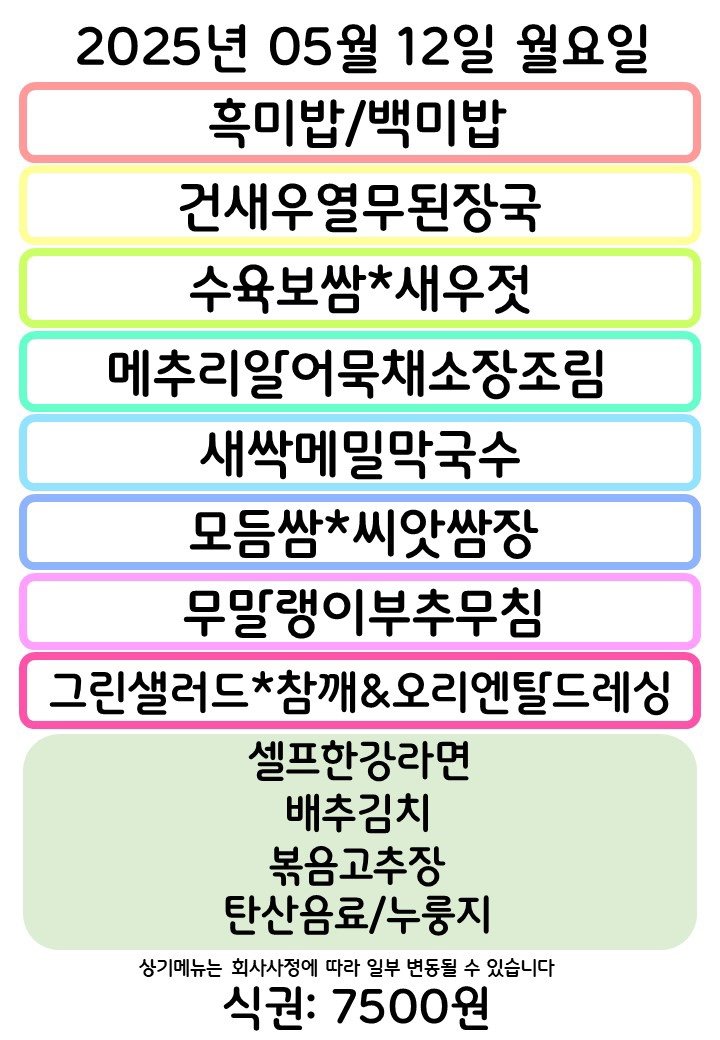 2025년 05월 12일 월요일
흑미밥/백미밥
건새우열무된장국
수육보쌈*새우젓
메추리알어묵채소장조림
새싹메밀막국수
모듬쌈*씨앗쌈장
무말랭이부추무침
그린샐러드*참깨&오리엔탈드레싱
셀프한강라면
배추김치
볶음고추장
탄산음료/누룽지
상기메뉴는 회사사정에 따라 일부 변동될 수 있습니다
식권: 7500원